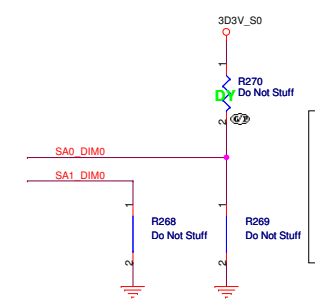 3D3V_S0
1
R270
DY
Do Not Stuff
2
SA0_DIM0
SA1_DIM0
1
1
R268
R269
Do Not Stuff
Do Not Stuff
2
2